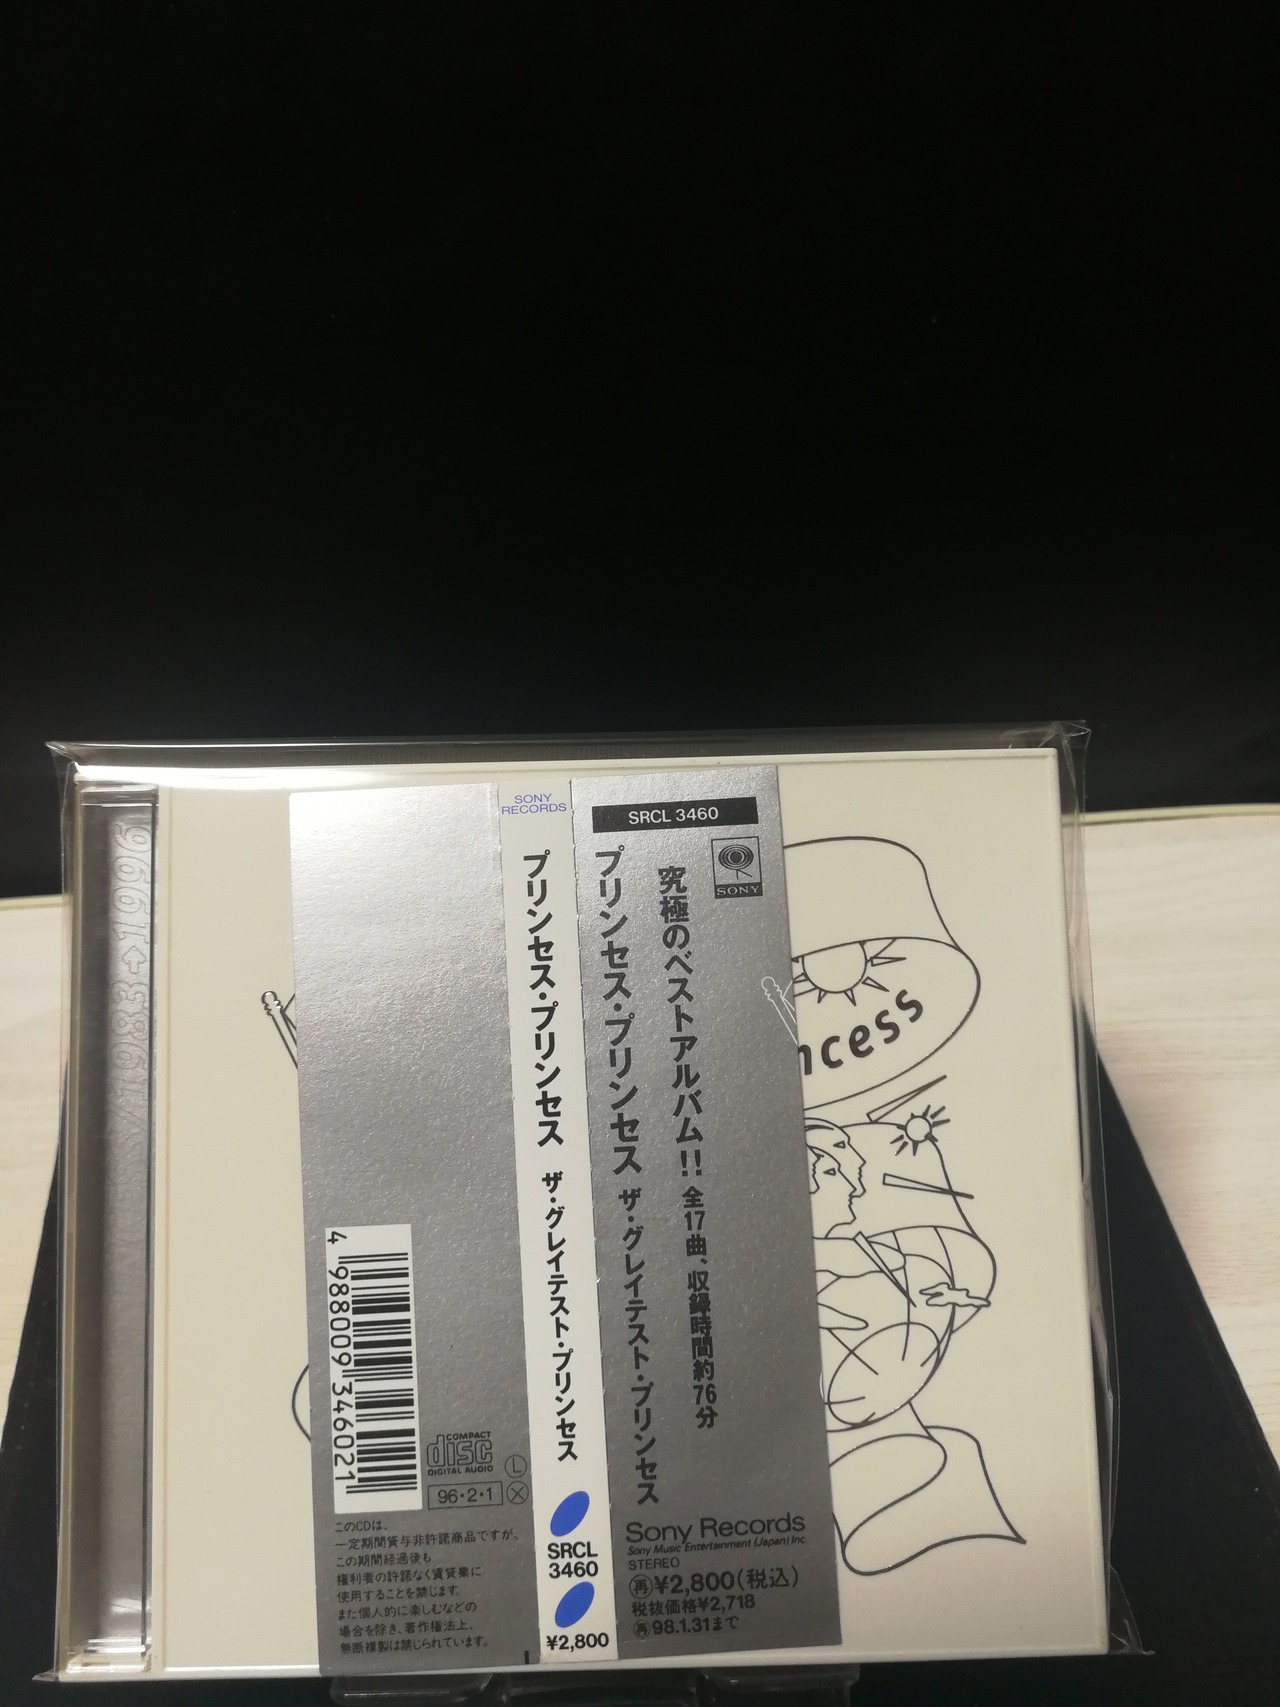 1983→1996
4 988009 346021
COMPACT
disc
DIGITAL AUDIO
96・2・1
L
X
このCDは、
一定期間貸与非許諾商品ですが、
この期間経過後も
権利者の許諾なく賃貸業に
使用することを禁じます。
また個人的に楽しむなどの
場合を除き、著作権法上、
無断複製は禁じられています。
SONY
RECORDS
プリンセス・プリンセス ザ・グレイテスト・プリンセス
SRCL
3460
¥2,800
SRCL 3460
SONY
究極のベストアルバム!! 全17曲、収録時間約76分
プリンセス・プリンセス ザ・グレイテスト・プリンセス
Sony Records
Sony Music Entertainment (Japan) Inc.
STEREO
再¥2,800(税込)
税抜価格¥2,718
再98.1.31まで
ncess